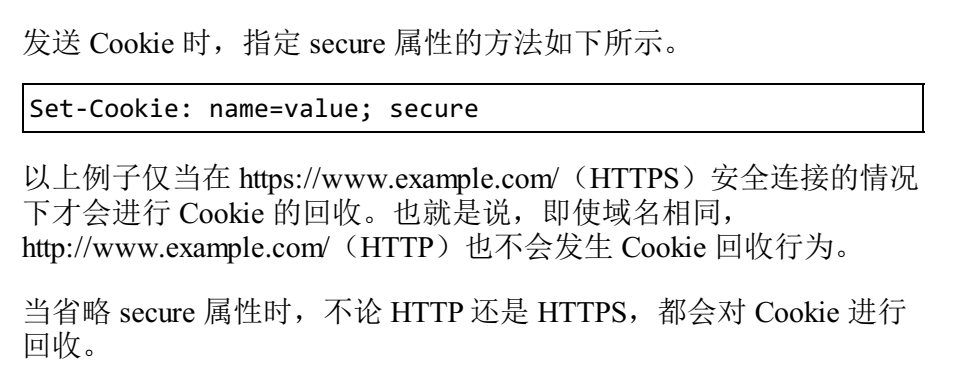 发送 Cookie 时，指定 secure 属性的方法如下所示。
Set-Cookie: name=value; secure
以上例子仅当在 https://www.example.com/（HTTPS）安全连接的情况
下才会进行 Cookie 的回收。也就是说，即使域名相同，
http://www.example.com/（HTTP）也不会发生 Cookie 回收行为。
当省略 secure 属性时，不论 HTTP 还是 HTTPS，都会对 Cookie 进行
回收。